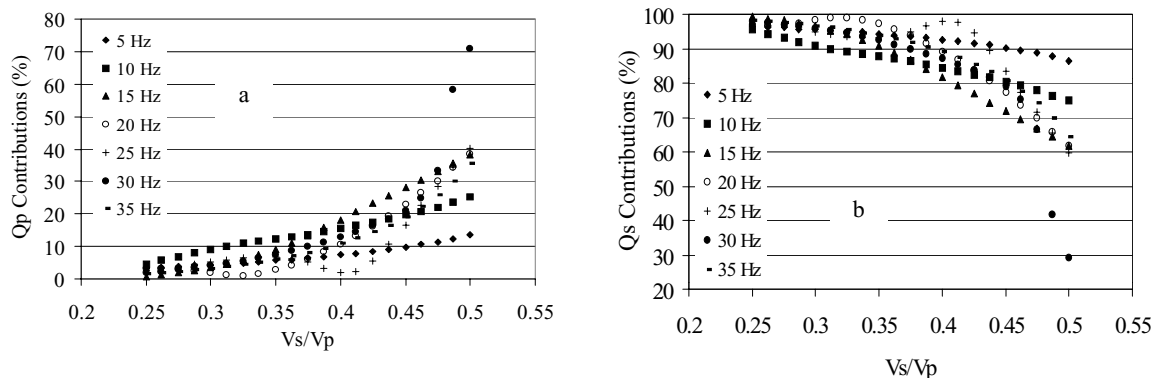 Qp Contributions (%)
80
70
60
50
40
30
20
10
0
5 Hz
10 Hz
15 Hz
20 Hz
25 Hz
30 Hz
35 Hz
a
0.2 0.25 0.3 0.35 0.4 0.45 0.5 0.55
Vs/Vp
Qs Contributions (%)
100
90
80
70
60
50
40
30
20
5 Hz
10 Hz
15 Hz
20 Hz
25 Hz
30 Hz
35 Hz
b
0.2 0.25 0.3 0.35 0.4 0.45 0.5 0.55
Vs/Vp